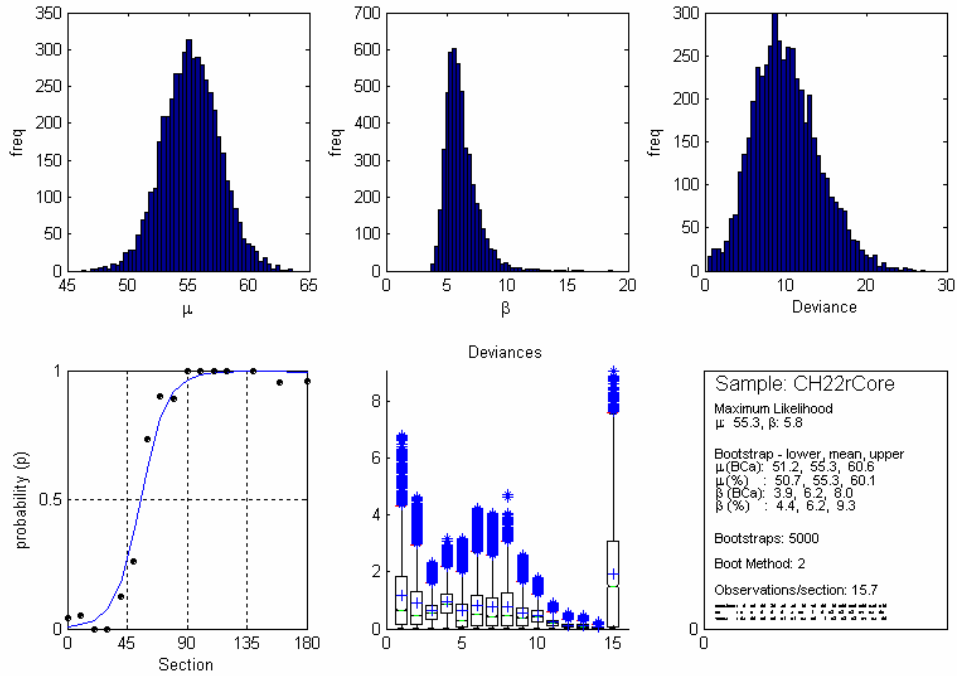 350
300
250
200
150
100
50
0
freq
45 50 55 60 65
μ
700
600
500
400
300
200
100
0
freq
0 5 10 15 20
β
300
250
200
150
100
50
0
freq
0 10 20 30
Deviance
1
0.5
0
probability (p)
0 45 90 135 180
Section
Deviances
8
6
4
2
0
0 5 10 15
0
Sample: CH22rCore
Maximum Likelihood
μ: 55.3, β: 5.8
Bootstrap - lower, mean, upper
μ (BCa): 51.2, 55.3, 60.6
μ (%) : 50.7, 55.3, 60.1
β (BCa): 3.9, 6.2, 8.0
β (%) : 4.4, 6.2, 9.3
Bootstraps: 5000
Boot Method: 2
Observations/section: 15.7